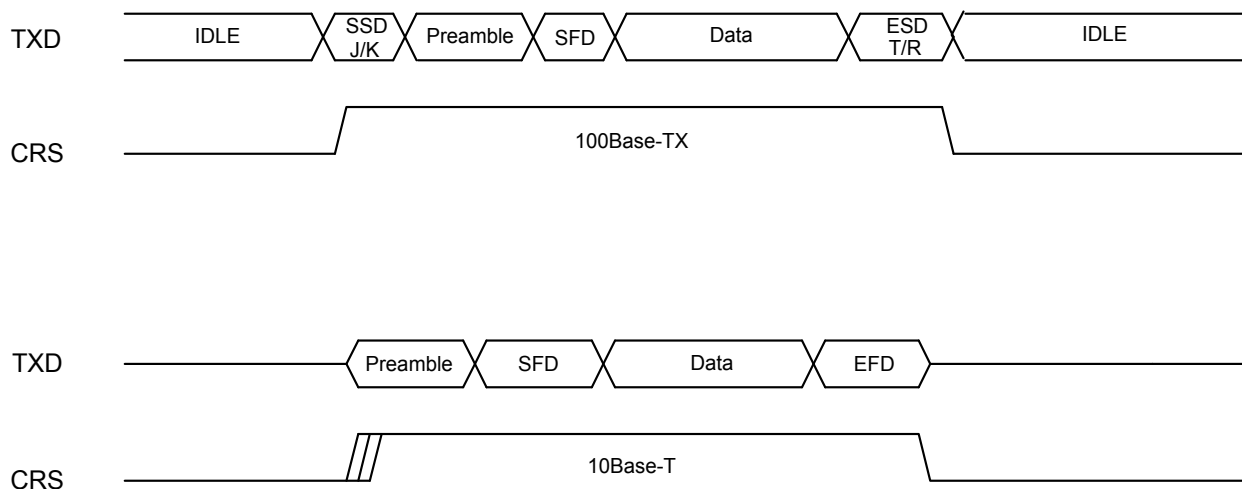 TXD IDLE SSD J/K Preamble SFD Data ESD T/R IDLE
CRS 100Base-TX
TXD Preamble SFD Data EFD
CRS 10Base-T